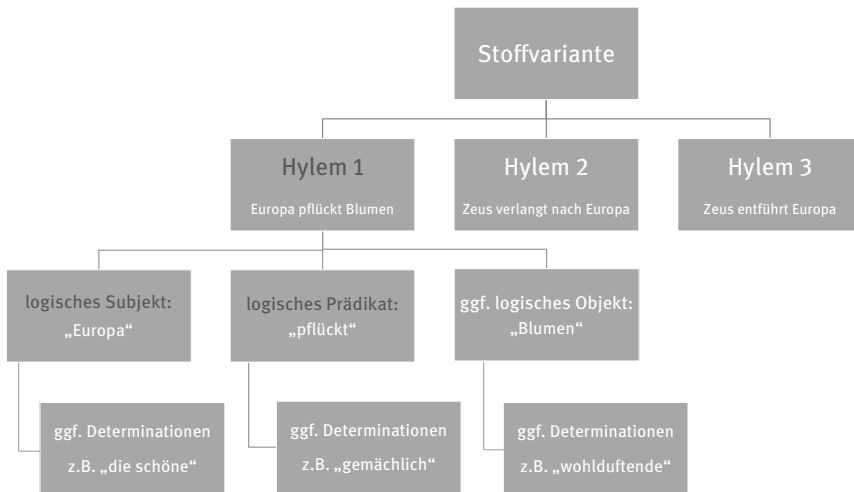 Stoffvariante
Hylem 1
Europa pflückt Blumen
Hylem 2
Zeus verlangt nach Europa
Hylem 3
Zeus entführt Europa
logisches Subjekt:
„Europa“
logisches Prädikat:
„pflückt“
ggf. logisches Objekt:
„Blumen“
ggf. Determinationen
z.B. „die schöne“
ggf. Determinationen
z.B. „gemächlich“
ggf. Determinationen
z.B. „wohlduftende“